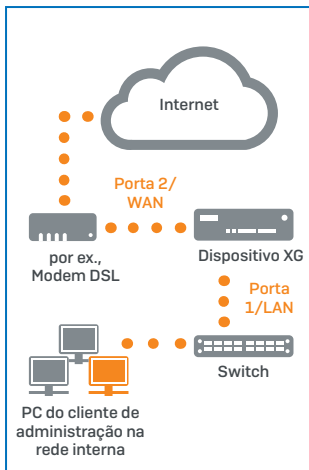 Internet
Porta 2/
WAN
por ex.,
Modem DSL
Dispositivo XG
Porta
1/LAN
Switch
PC do cliente de
administração na
rede interna